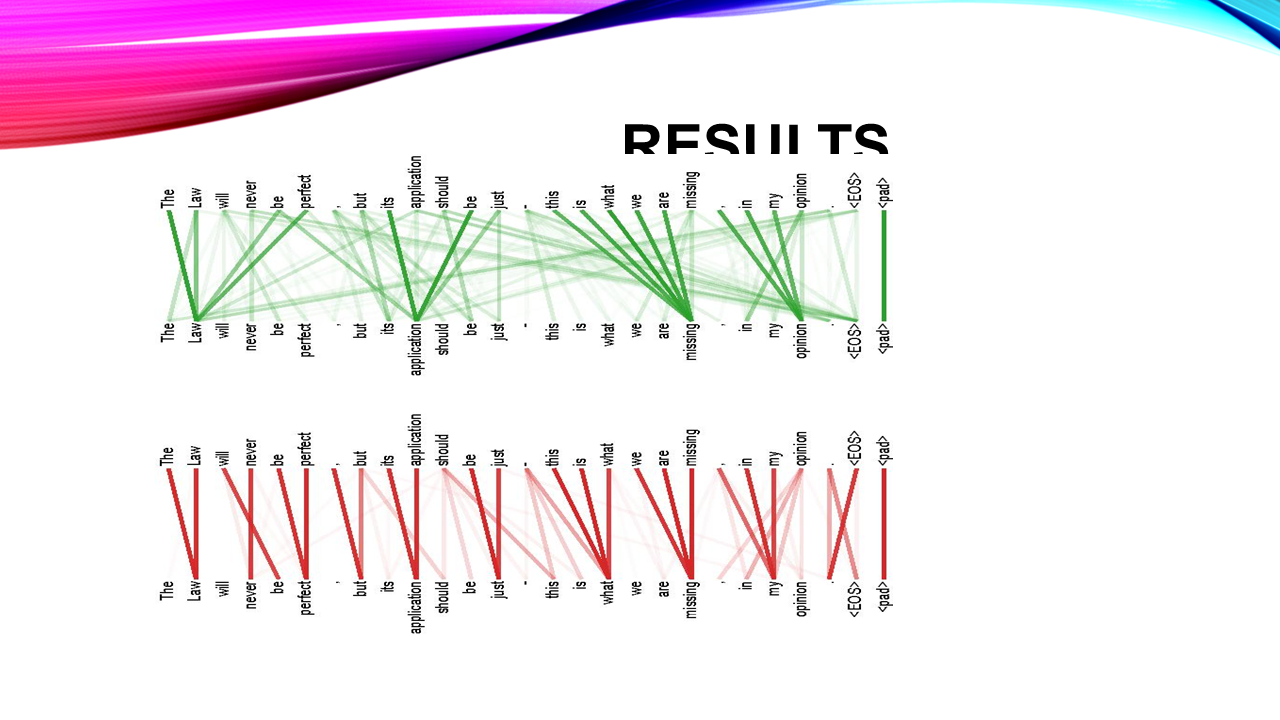 RESULTS
The Law will never be perfect , but its application should be just - this is what we are missing , in my opinion . <EOS> <pad>
The Law will never be perfect , but its application should be just - this is what we are missing , in my opinion . <EOS> <pad>
The Law will never be perfect , but its application should be just - this is what we are missing , in my opinion . <EOS> <pad>
The Law will never be perfect , but its application should be just - this is what we are missing , in my opinion . <EOS> <pad>